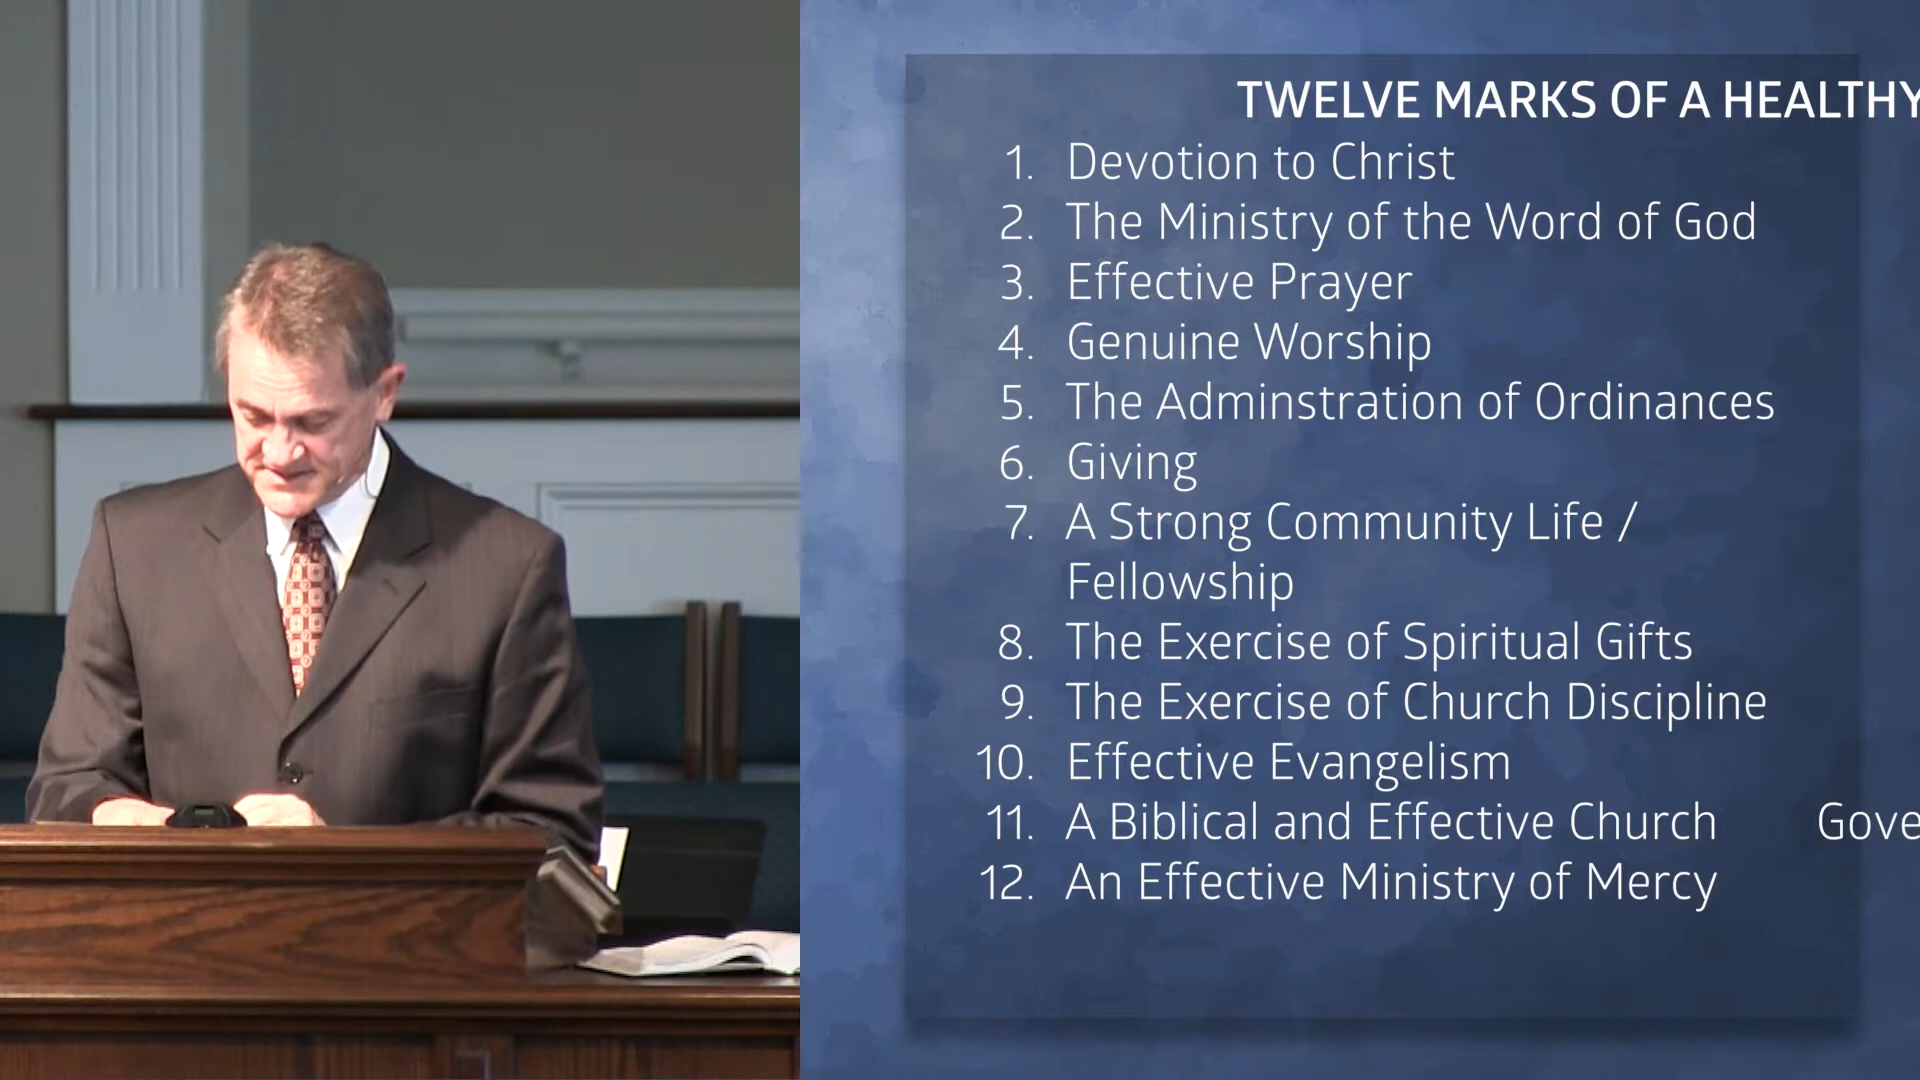 TWELVE MARKS OF A HEALTHY
1. Devotion to Christ
2. The Ministry of the Word of God
3. Effective Prayer
4. Genuine Worship
5. The Adminstration of Ordinances
6. Giving
7. A Strong Community Life /
Fellowship
8. The Exercise of Spiritual Gifts
9. The Exercise of Church Discipline
10. Effective Evangelism
11. A Biblical and Effective Church Gove
12. An Effective Ministry of Mercy